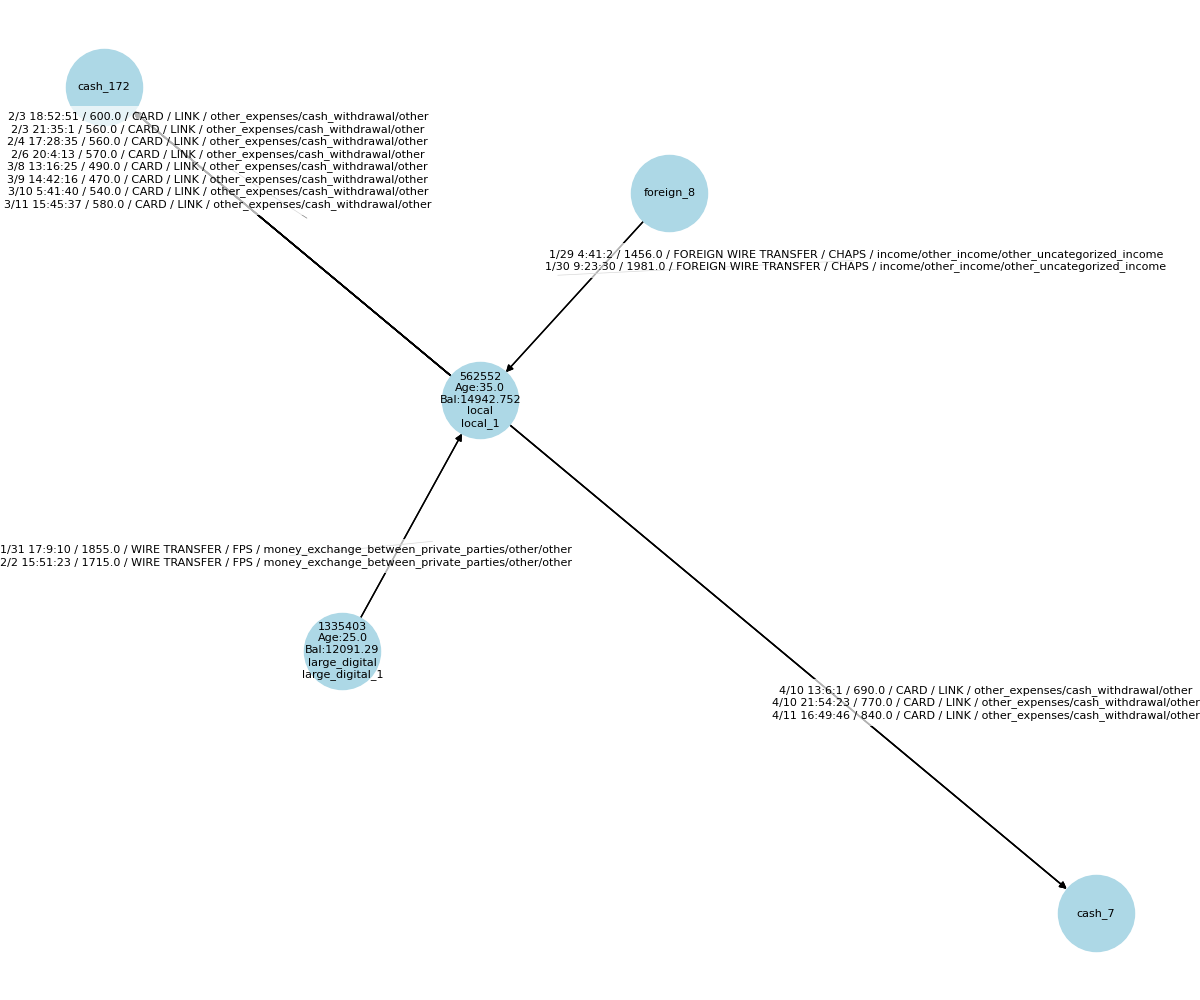 cash_172
2/3 18:52:51 / 600.0 / CARD / LINK / other_expenses/cash_withdrawal/other
2/3 21:35:1 / 560.0 / CARD / LINK / other_expenses/cash_withdrawal/other
2/4 17:28:35 / 560.0 / CARD / LINK / other_expenses/cash_withdrawal/other
2/6 20:4:13 / 570.0 / CARD / LINK / other_expenses/cash_withdrawal/other
3/8 13:16:25 / 490.0 / CARD / LINK / other_expenses/cash_withdrawal/other
3/9 14:42:16 / 470.0 / CARD / LINK / other_expenses/cash_withdrawal/other
3/10 5:41:40 / 540.0 / CARD / LINK / other_expenses/cash_withdrawal/other
3/11 15:45:37 / 580.0 / CARD / LINK / other_expenses/cash_withdrawal/other
foreign_8
1/29 4:41:2 / 1456.0 / FOREIGN WIRE TRANSFER / CHAPS / income/other_income/other_uncategorized_income
1/30 9:23:30 / 1981.0 / FOREIGN WIRE TRANSFER / CHAPS / income/other_income/other_uncategorized_income
562552
Age:35.0
Bal:14942.752
local
local_1
1/31 17:9:10 / 1855.0 / WIRE TRANSFER / FPS / money_exchange_between_private_parties/other/other
2/2 15:51:23 / 1715.0 / WIRE TRANSFER / FPS / money_exchange_between_private_parties/other/other
1335403
Age:25.0
Bal:12091.29
large_digital
large_digital_1
4/10 13:6:1 / 690.0 / CARD / LINK / other_expenses/cash_withdrawal/other
4/10 21:54:23 / 770.0 / CARD / LINK / other_expenses/cash_withdrawal/other
4/11 16:49:46 / 840.0 / CARD / LINK / other_expenses/cash_withdrawal/other
cash_7